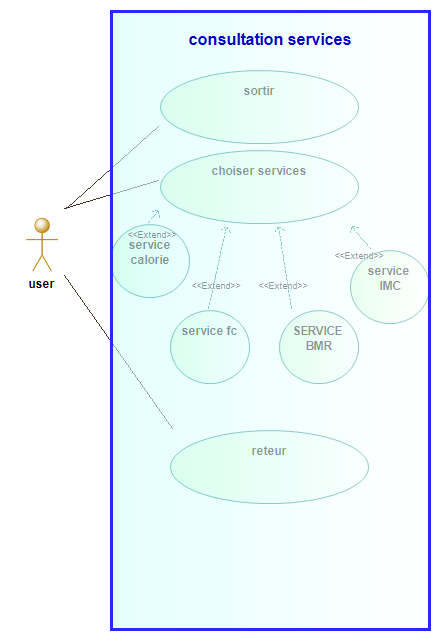 consultation services
sortir
choiser services
<<Extend>>
service
calorie
<<Extend>>
service
IMC
user
<<Extend>>
<<Extend>>
service fc
SERVICE
BMR
reteur